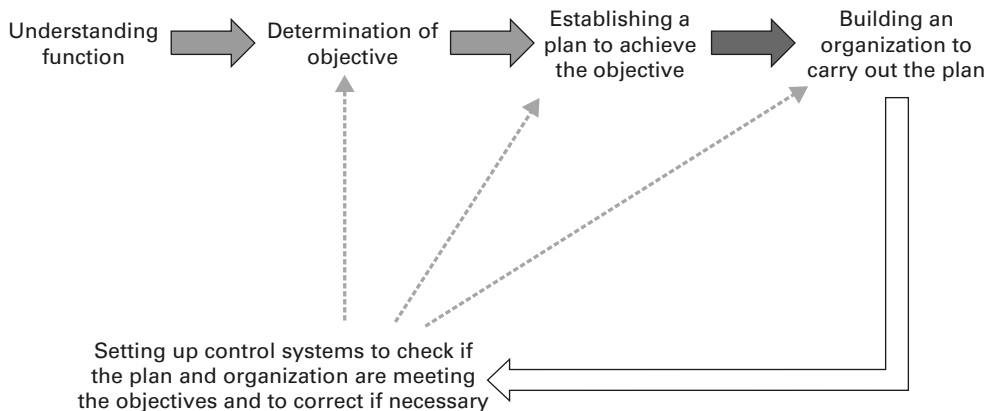 Understanding
function
Determination of
objective
Establishing a
plan to achieve
the objective
Building an
organization to
carry out the plan
Setting up control systems to check if
the plan and organization are meeting
the objectives and to correct if necessary